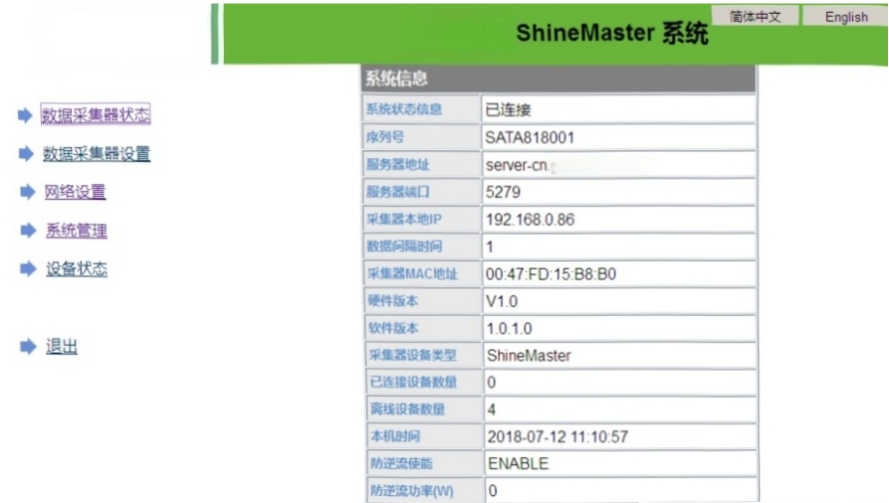 简体中文 English
ShineMaster 系统
数据采集器状态
数据采集器设置
网络设置
系统管理
设备状态
退出
系统信息
系统状态信息 已连接
序列号 SATA818001
服务器地址 server-cn.
服务器端口 5279
采集器本地IP 192.168.0.86
数据间隔时间 1
采集器MAC地址 00:47:FD:15:B8:B0
硬件版本 V1.0
软件版本 1.0.1.0
采集器设备类型 ShineMaster
已连接设备数量 0
离线设备数量 4
本机时间 2018-07-12 11:10:57
防逆流使能 ENABLE
防逆流功率(W) 0